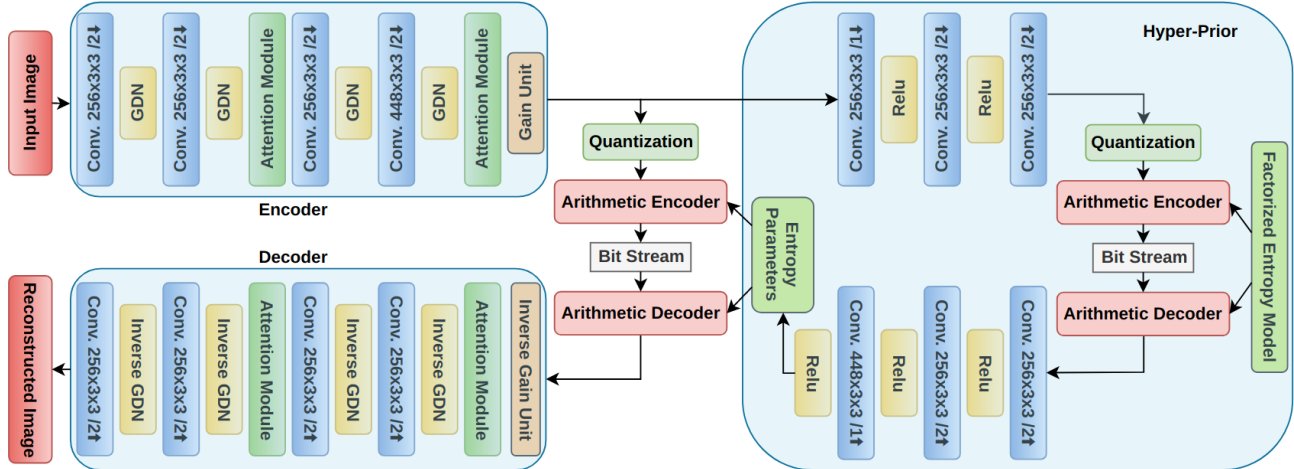 Input Image
Conv. 256x3x3 /2⬆
GDN
Conv. 256x3x3 /2⬆
GDN
Attention Module
Conv. 256x3x3 /2⬆
GDN
Conv. 448x3x3 /2⬆
GDN
Attention Module
Gain Unit
Encoder
Quantization
Arithmetic Encoder
Bit Stream
Arithmetic Decoder
Hyper-Prior
Conv. 256x3x3 /1⬆
Relu
Conv. 256x3x3 /2⬆
Relu
Conv. 256x3x3 /2⬆
Quantization
Arithmetic Encoder
Bit Stream
Arithmetic Decoder
Factorized Entropy Model
Entropy
Parameters
Relu
Conv. 448x3x3 /1⬆
Relu
Conv. 256x3x3 /2⬆
Relu
Conv. 256x3x3 /2⬆
Decoder
Reconstructed Image
Conv. 256x3x3 /2⬆
Inverse GDN
Conv. 256x3x3 /2⬆
Inverse GDN
Attention Module
Conv. 256x3x3 /2⬆
Inverse GDN
Conv. 256x3x3 /2⬆
Inverse GDN
Attention Module
Inverse Gain Unit